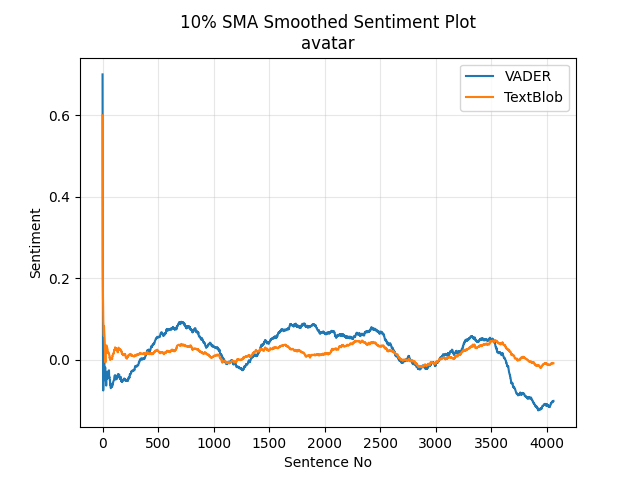 10% SMA Smoothed Sentiment Plot
avatar
VADER
TextBlob
Sentiment
0.6
0.4
0.2
0.0
0
500
1000
1500
2000
2500
3000
3500
4000
Sentence No